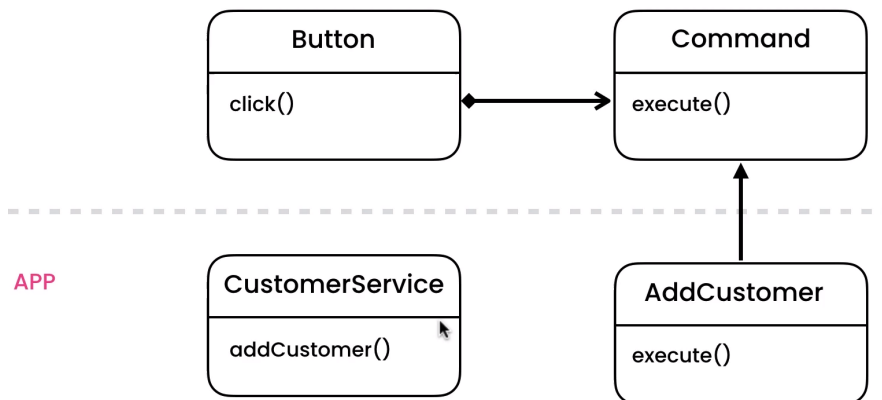 Button
click()
Command
execute()
APP
CustomerService
addCustomer()
AddCustomer
execute()